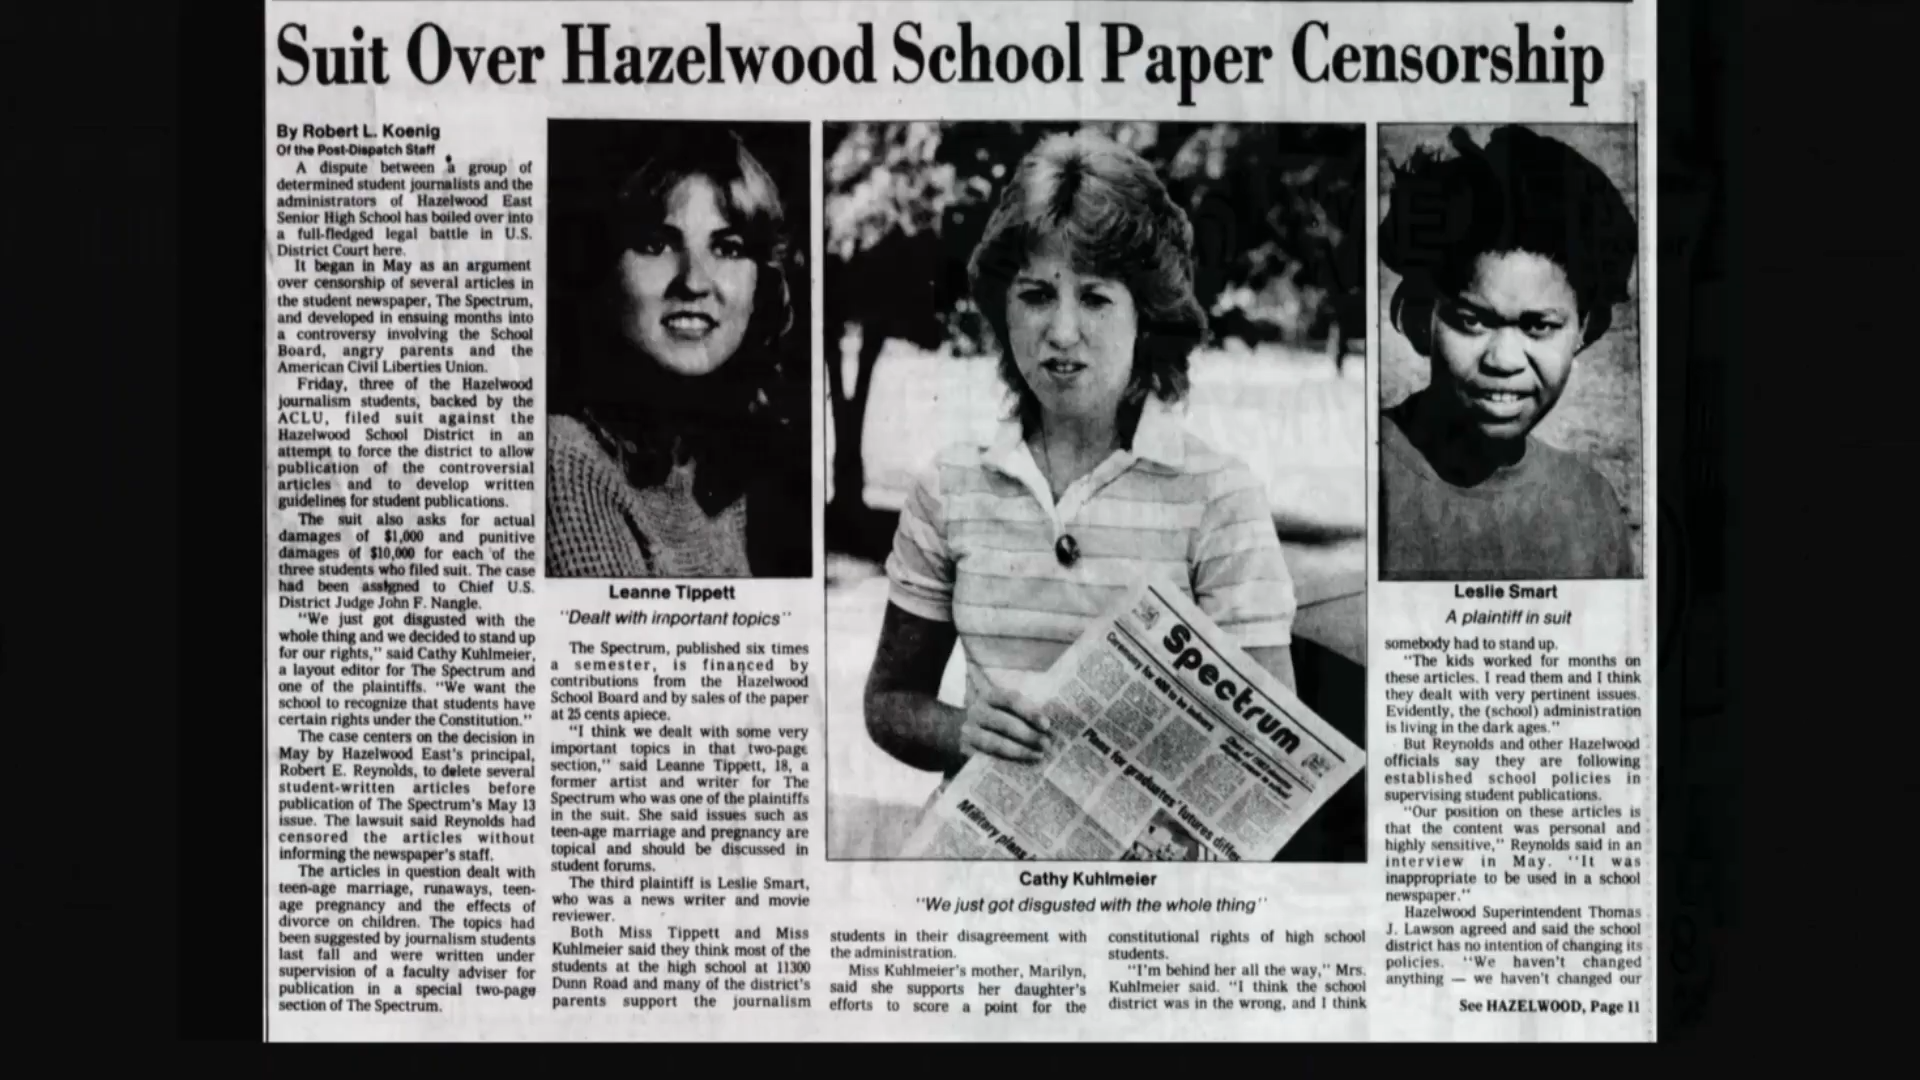 Suit Over Hazelwood School Paper Censorship
By Robert L. Koenig
Of the Post-Dispatch Staff
A dispute between a group of
determined student journalists and the
administrators of Hazelwood East
Senior High School has boiled over into
a full-fledged legal battle in U.S.
District Court here.
It began in May as an argument
over censorship of several articles in
the student newspaper, The Spectrum,
and developed in ensuing months into
a controversy involving the School
Board, angry parents and the
American Civil Liberties Union.
Friday, three of the Hazelwood
journalism students, backed by the
ACLU, filed suit against the
Hazelwood School District in an
attempt to force the district to allow
publication of the controversial
articles and to develop written
guidelines for student publications.
The suit also asks for actual
damages of $1,000 and punitive
damages of $10,000 for each of the
three students who filed suit. The case
had been assigned to Chief U.S.
District Judge John F. Nangle.
"We just got disgusted with the
whole thing and we decided to stand up
for our rights," said Cathy Kuhlmeier,
a layout editor for The Spectrum and
one of the plaintiffs. "We want the
school to recognize that students have
certain rights under the Constitution."
The case centers on the decision in
May by Hazelwood East's principal,
Robert E. Reynolds, to delete several
student-written articles before
publication of The Spectrum's May 13
issue. The lawsuit said Reynolds had
censored the articles without
informing the newspaper's staff.
The articles in question dealt with
teen-age marriage, runaways, teen-
age pregnancy and the effects of
divorce on children. The topics had
been suggested by journalism students
last fall and were written under
supervision of a faculty adviser for
publication in a special two-page
section of The Spectrum.
Leanne Tippett
"Dealt with important topics"
The Spectrum, published six times
a semester, is financed by
contributions from the Hazelwood
School Board and by sales of the paper
at 25 cents apiece.
"I think we dealt with some very
important topics in that two-page
section," said Leanne Tippett, 18, a
former artist and writer for The
Spectrum who was one of the plaintiffs
in the suit. She said issues such as
teen-age marriage and pregnancy are
topical and should be discussed in
student forums.
The third plaintiff is Leslie Smart,
who was a news writer and movie
reviewer.
Both Miss Tippett and Miss
Kuhlmeier said they think most of the
students at the high school at 11300
Dunn Road and many of the district's
parents support the journalism
Spectrum
Plans for graduates' futures differ
Military plans
Cathy Kuhlmeier
"We just got disgusted with the whole thing"
students in their disagreement with
the administration.
Miss Kuhlmeier's mother, Marilyn,
said she supports her daughter's
efforts to score a point for the
constitutional rights of high school
students.
"I'm behind her all the way," Mrs.
Kuhlmeier said. "I think the school
district was in the wrong, and I think
Leslie Smart
A plaintiff in suit
somebody had to stand up.
"The kids worked for months on
these articles. I read them and I think
they dealt with very pertinent issues.
Evidently, the (school) administration
is living in the dark ages."
But Reynolds and other Hazelwood
officials say they are following
established school policies in
supervising student publications.
"Our position on these articles is
that the content was personal and
highly sensitive," Reynolds said in an
interview in May. "It was
inappropriate to be used in a school
newspaper."
Hazelwood Superintendent Thomas
J. Lawson agreed and said the school
district has no intention of changing its
policies. "We haven't changed
anything — we haven't changed our
See HAZELWOOD, Page 11